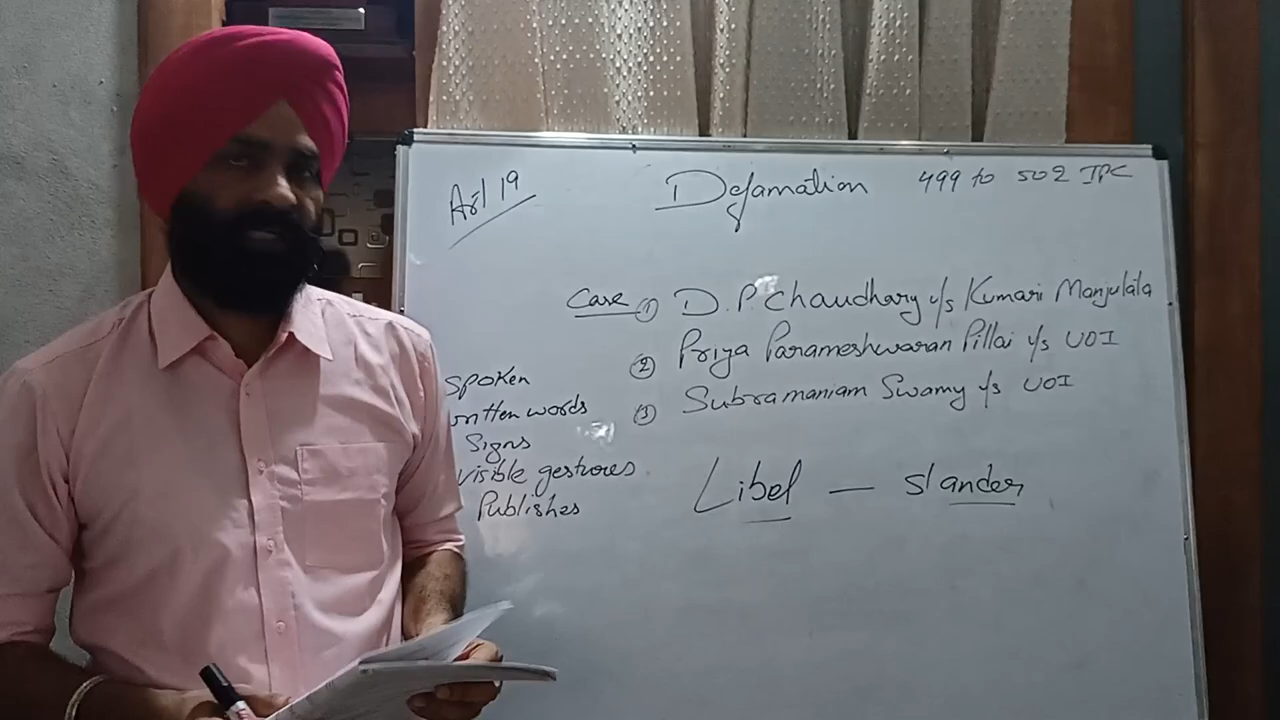 Art 19
Defamation 499 to 502 IPC
Case (1) D.P. Chaudhary v/s Kumari Manjulala
(2) Priya Parameshwaran Pillai v/s UOI
(3) Subramaniam Swamy v/s UOI
Spoken
written words
Signs
Visible gestures
Publishes
Libel — Slander